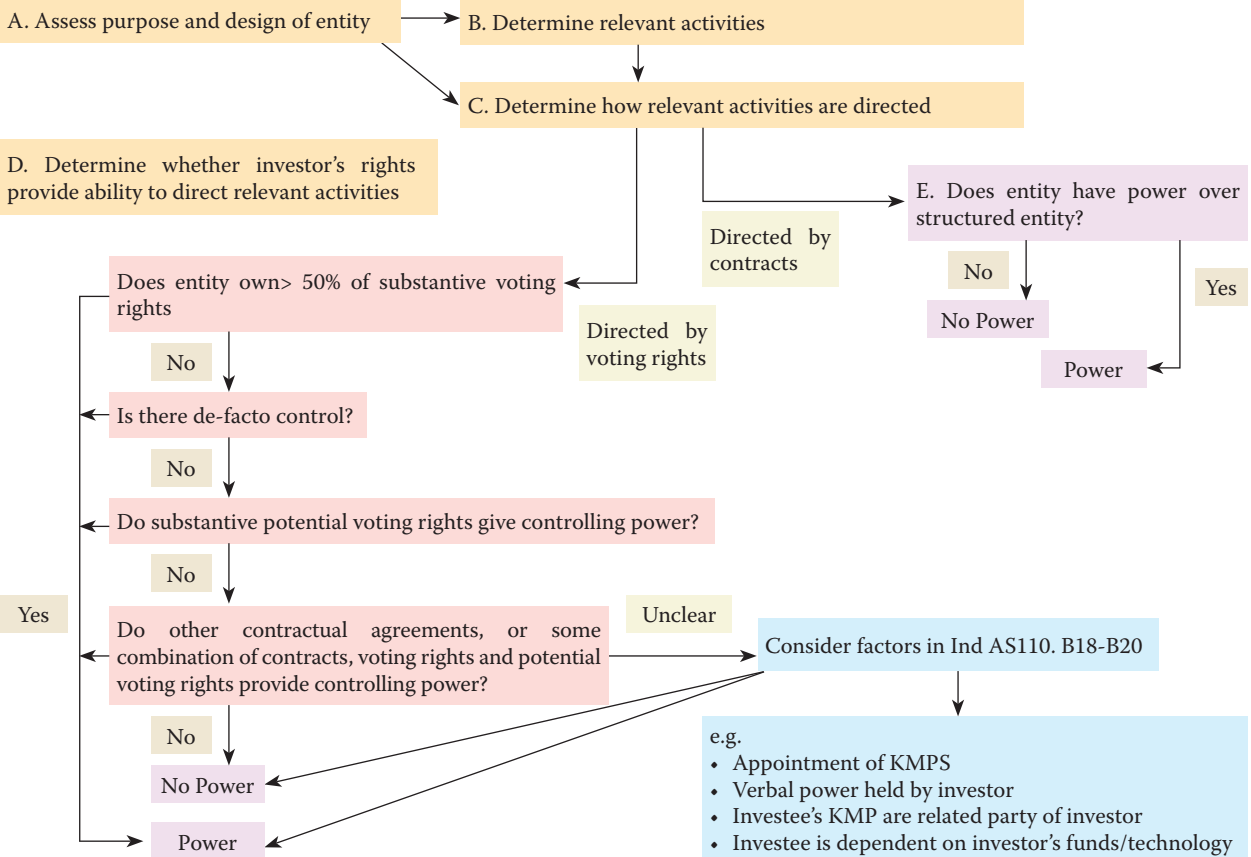 A. Assess purpose and design of entity
B. Determine relevant activities
C. Determine how relevant activities are directed
D. Determine whether investor's rights
provide ability to direct relevant activities
E. Does entity have power over
structured entity?
Directed by
contracts
No
Yes
No Power
Power
Does entity own> 50% of substantive voting
rights
Directed by
voting rights
No
Is there de-facto control?
No
Do substantive potential voting rights give controlling power?
No
Yes
Unclear
Do other contractual agreements, or some
combination of contracts, voting rights and potential
voting rights provide controlling power?
Consider factors in Ind AS110. B18-B20
No
No Power
Power
e.g.
• Appointment of KMPS
• Verbal power held by investor
• Investee's KMP are related party of investor
• Investee is dependent on investor's funds/technology